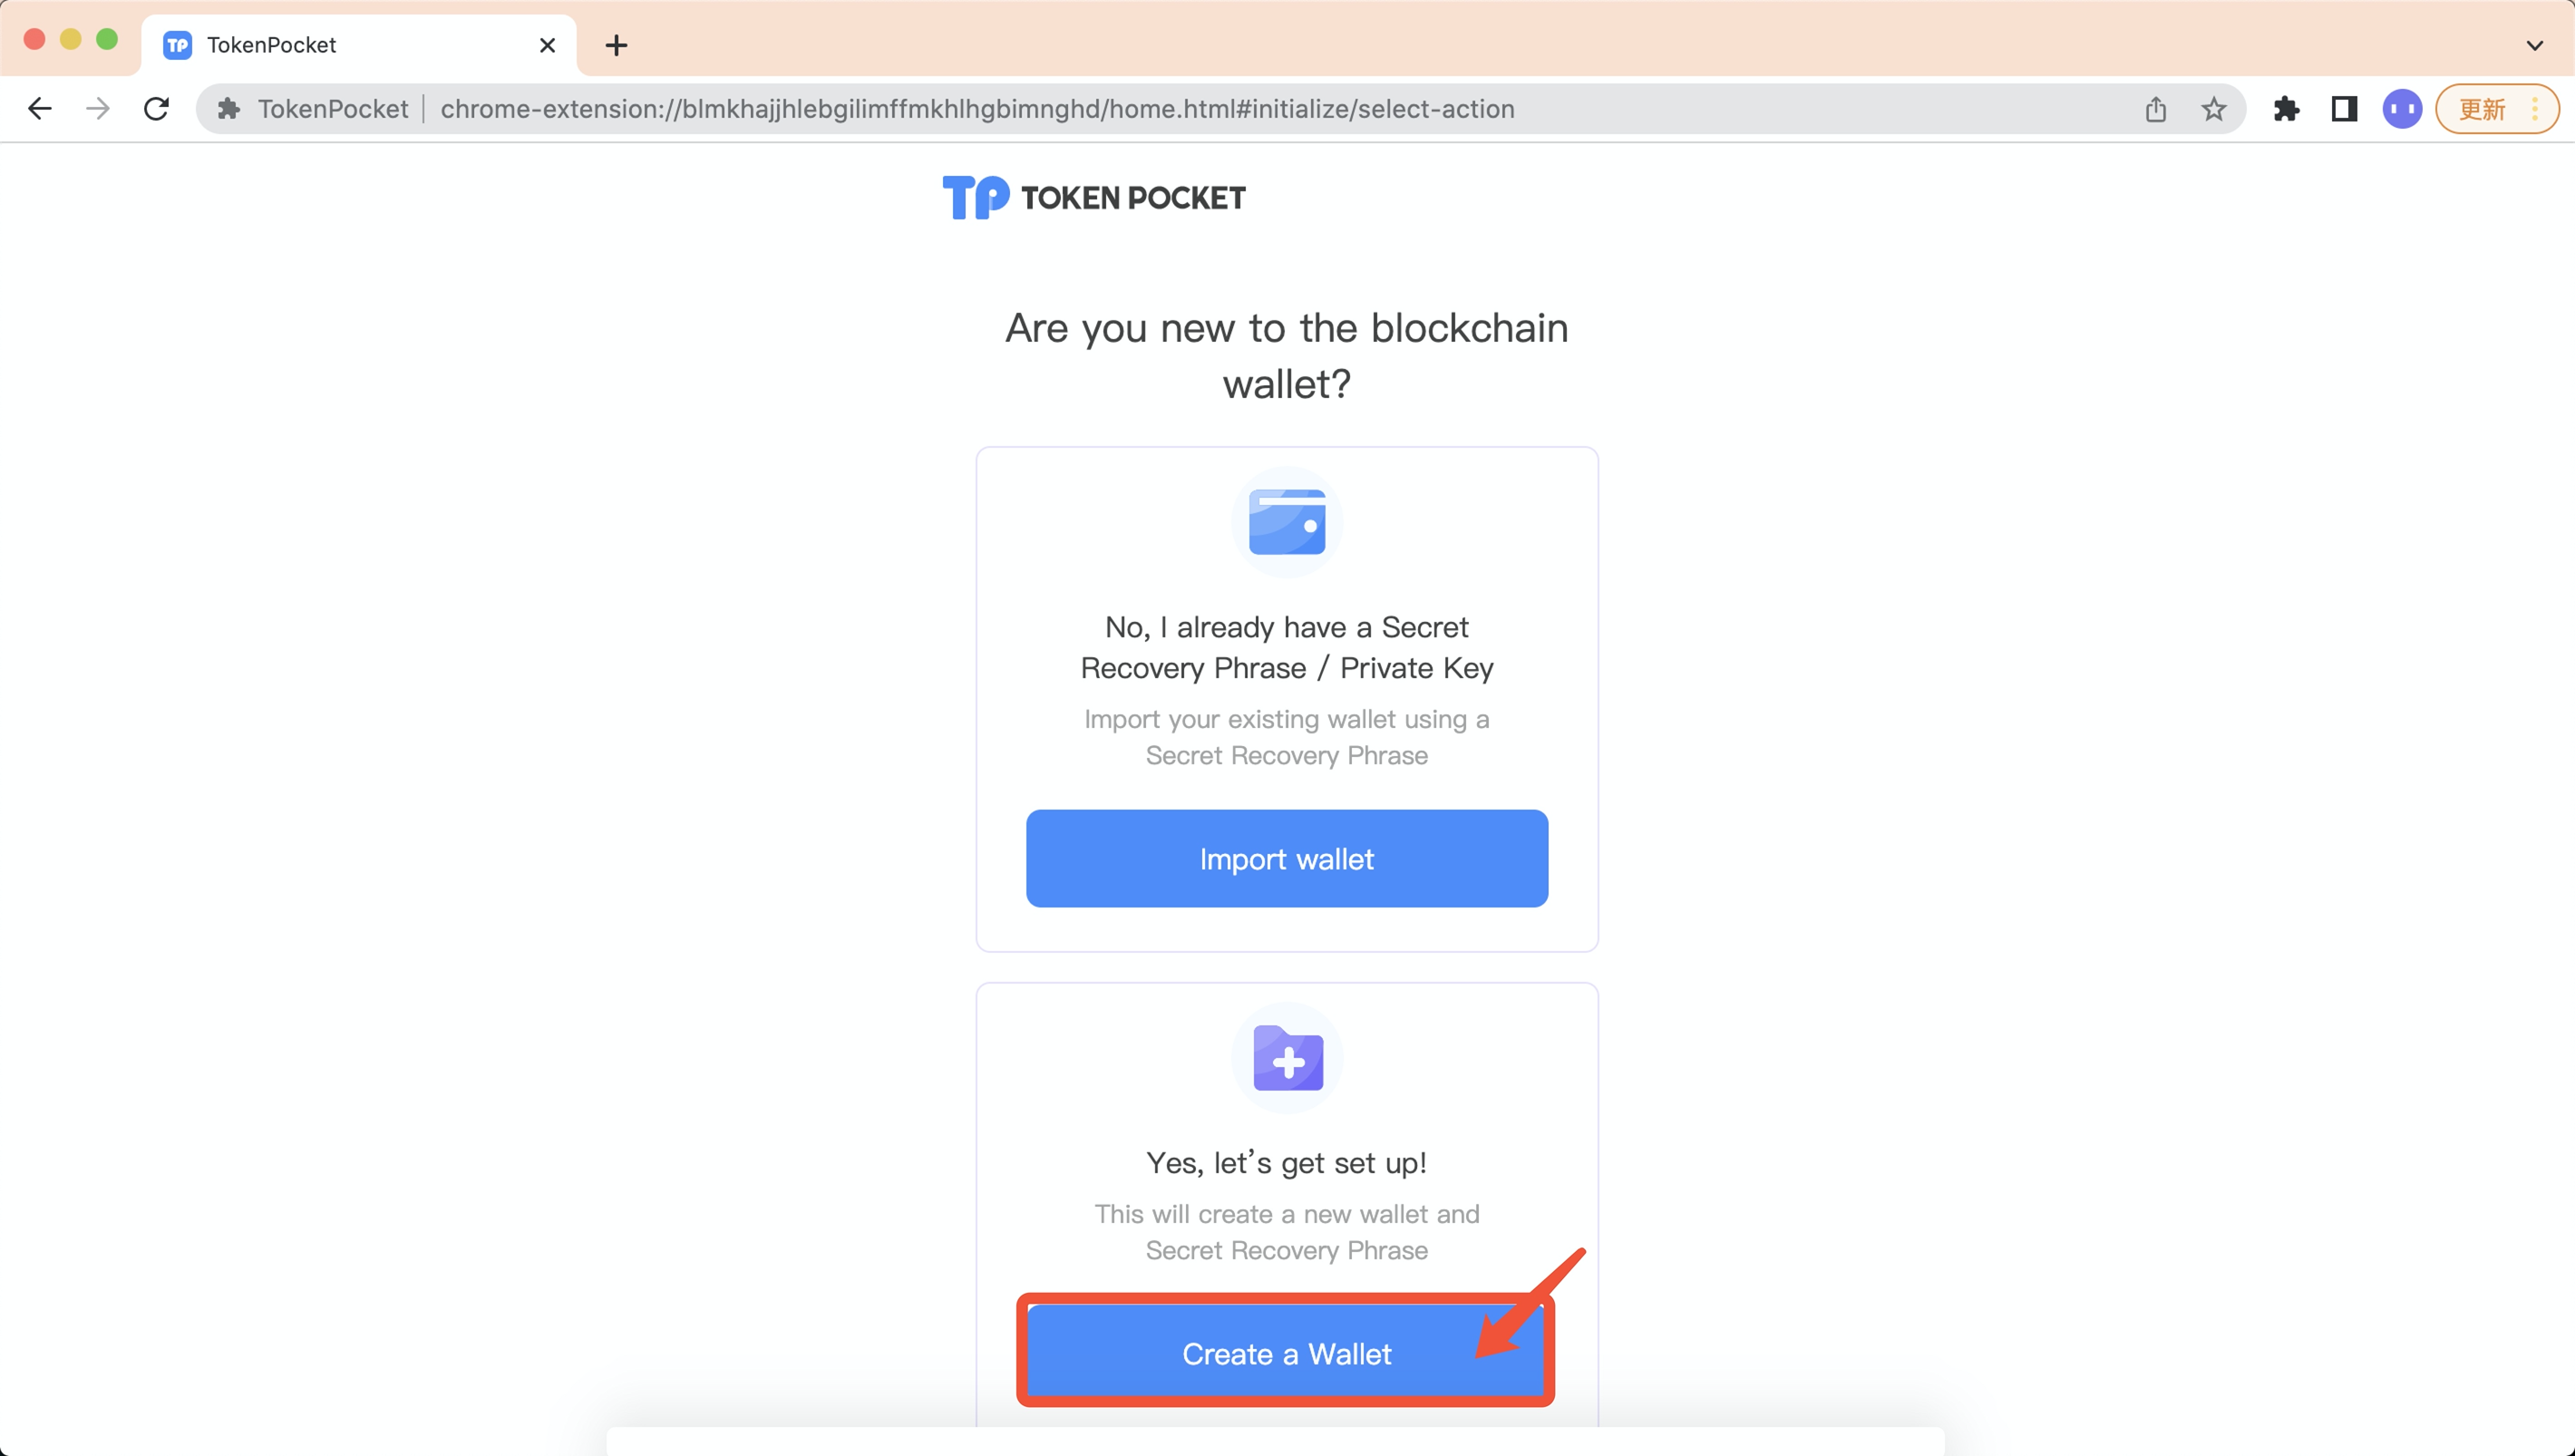 TP TokenPocket
TokenPocket | chrome-extension://blmkhajjhlebgilimffmkhlhgbimnghd/home.html#initialize/select-action
更新
TP TOKEN POCKET
Are you new to the blockchain
wallet?
No, I already have a Secret
Recovery Phrase / Private Key
Import your existing wallet using a
Secret Recovery Phrase
Import wallet
Yes, let's get set up!
This will create a new wallet and
Secret Recovery Phrase
Create a Wallet